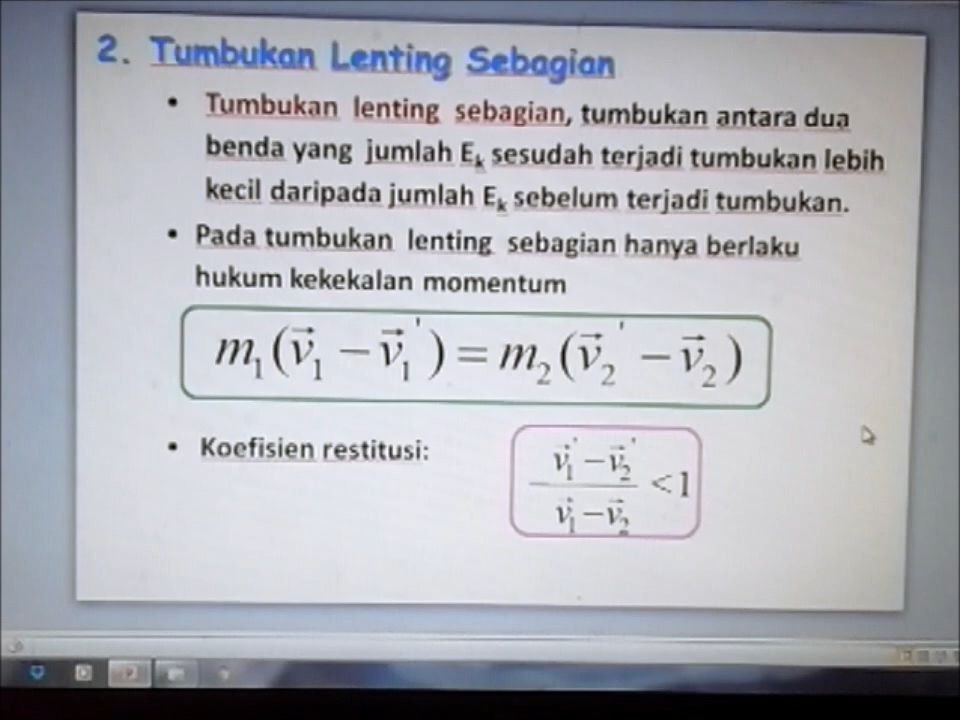 2. Tumbukan Lenting Sebagian
• Tumbukan lenting sebagian, tumbukan antara dua
benda yang jumlah Eₖ sesudah terjadi tumbukan lebih
kecil daripada jumlah Eₖ sebelum terjadi tumbukan.
• Pada tumbukan lenting sebagian hanya berlaku
hukum kekekalan momentum
m₁(v⃗₁ − v⃗₁') = m₂(v⃗₂' − v⃗₂)
• Koefisien restitusi:
− (v⃗₁' − v⃗₂') / (v⃗₁ − v⃗₂) < 1